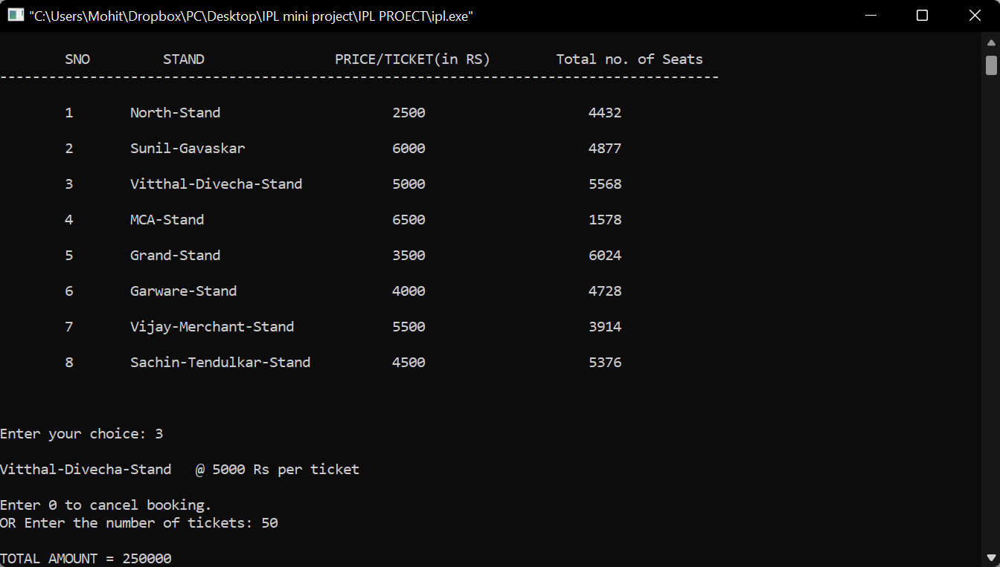 "C:\Users\Mohit\Dropbox\PC\Desktop\IPL mini project\IPL PROECT\ipl.exe"
SNO STAND PRICE/TICKET(in RS) Total no. of Seats
----------------------------------------------------------------------------------------
1 North-Stand 2500 4432
2 Sunil-Gavaskar 6000 4877
3 Vitthal-Divecha-Stand 5000 5568
4 MCA-Stand 6500 1578
5 Grand-Stand 3500 6024
6 Garware-Stand 4000 4728
7 Vijay-Merchant-Stand 5500 3914
8 Sachin-Tendulkar-Stand 4500 5376
Enter your choice: 3
Vitthal-Divecha-Stand @ 5000 Rs per ticket
Enter 0 to cancel booking.
OR Enter the number of tickets: 50
TOTAL AMOUNT = 250000